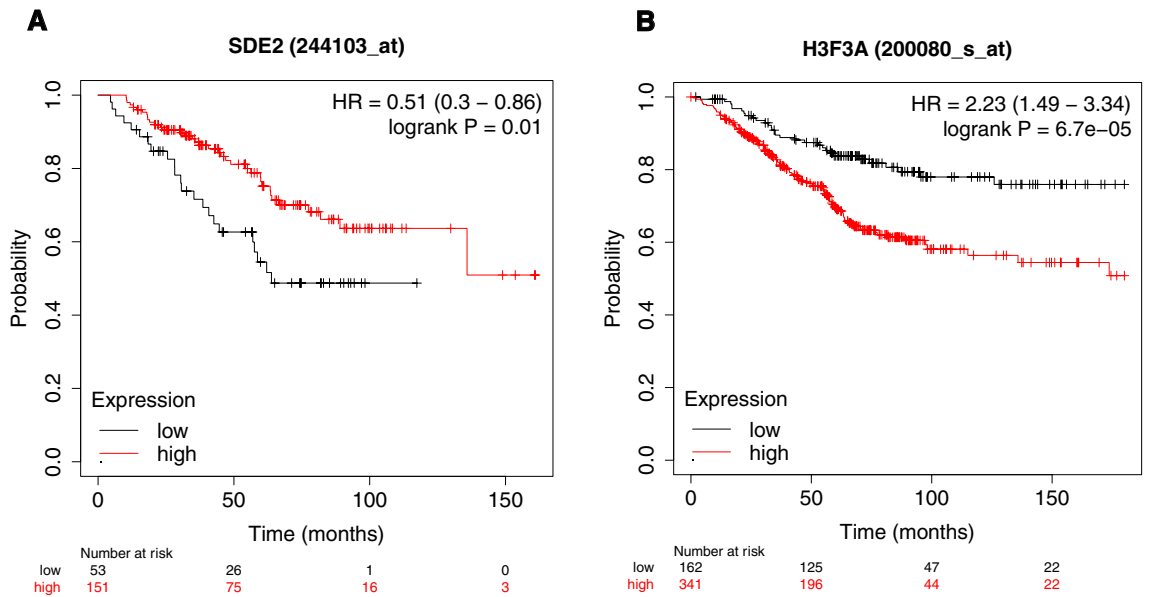 A
SDE2 (244103_at)
HR = 0.51 (0.3 − 0.86)
logrank P = 0.01
Probability
1.0
0.8
0.6
0.4
0.2
0.0
Expression
low
high
0 50 100 150
Time (months)
Number at risk
low 53 26 1 0
high 151 75 16 3
B
H3F3A (200080_s_at)
HR = 2.23 (1.49 − 3.34)
logrank P = 6.7e−05
Probability
1.0
0.8
0.6
0.4
0.2
0.0
Expression
low
high
0 50 100 150
Time (months)
Number at risk
low 162 125 47 22
high 341 196 44 22